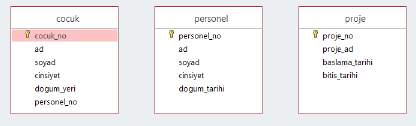 cocuk
cocuk_no
ad
soyad
cinsiyet
dogum_yeri
personel_no
personel
personel_no
ad
soyad
cinsiyet
dogum_tarihi
proje
proje_no
proje_ad
baslama_tarihi
bitis_tarihi